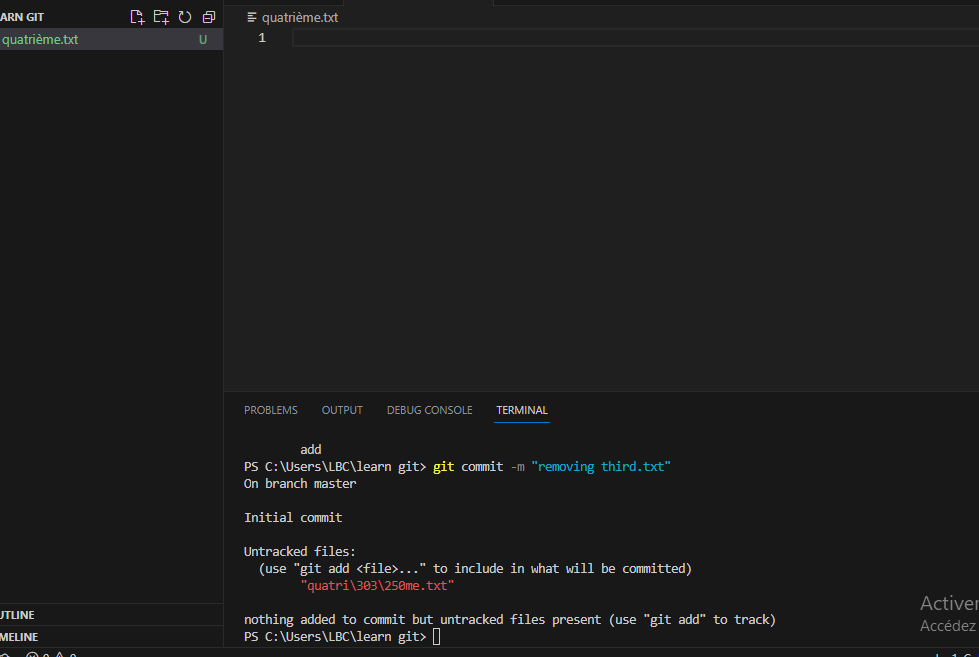 ARN GIT
quatrième.txt U
quatrième.txt
1
PROBLEMS OUTPUT DEBUG CONSOLE TERMINAL
add
PS C:\Users\LBC\learn git> git commit -m "removing third.txt"
On branch master
Initial commit
Untracked files:
(use "git add <file>..." to include in what will be committed)
"quatri\303\250me.txt"
nothing added to commit but untracked files present (use "git add" to track)
PS C:\Users\LBC\learn git>
UTLINE
MELINE
Activer
Accédez